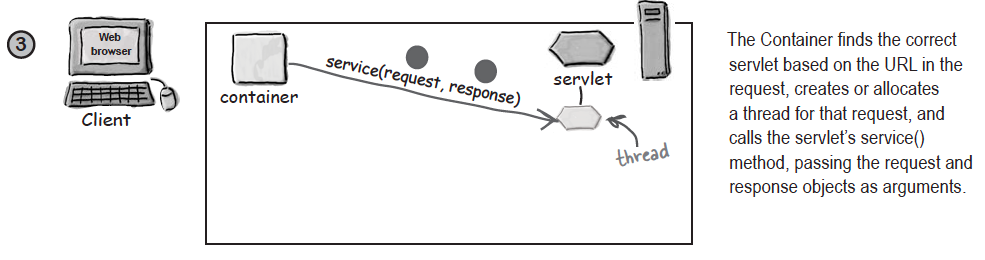 3
Web
browser
Client
container
service(request, response)
servlet
thread
The Container finds the correct
servlet based on the URL in the
request, creates or allocates
a thread for that request, and
calls the servlet’s service()
method, passing the request and
response objects as arguments.